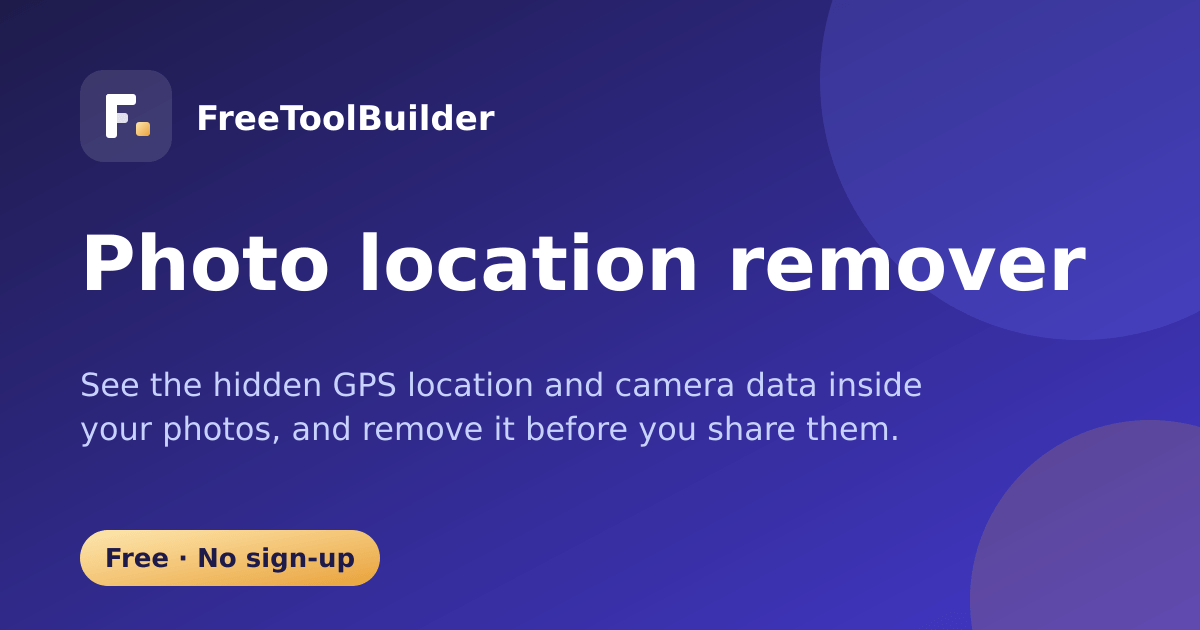 F
FreeToolBuilder
Photo location remover
See the hidden GPS location and camera data inside
your photos, and remove it before you share them.
Free · No sign-up